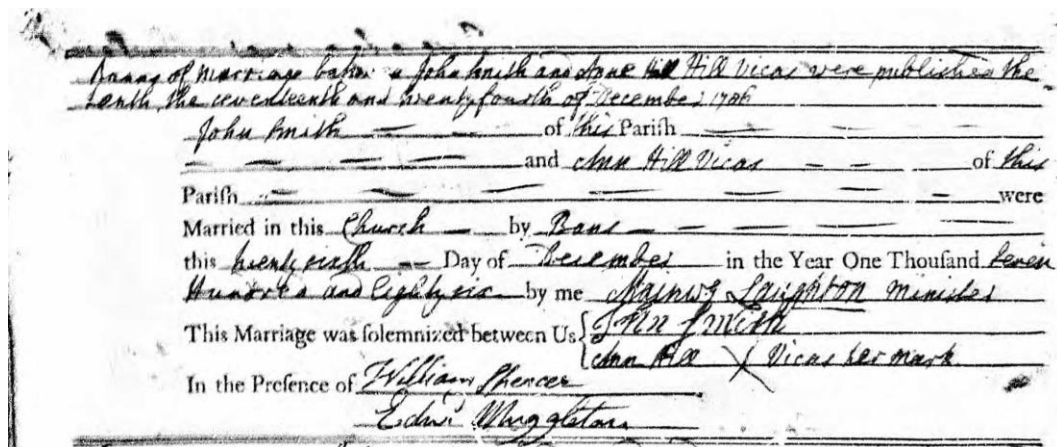 Banns of Marriage betwn John Smith and Anne Hill Vicas were published the
tenth the seventeenth and twenty fourth of December 1786
John Smith — — — of this Pariſh — — — —
— — — — — and Ann Hill Vicas — — of this
Pariſh — — — — — — — — were
Married in this Church — by Bans — — — — —
this twenty sixth — Day of December in the Year One Thouſand Seven
Hundred and Eighty six by me Laughton Minister
This Marriage was ſolemnized between Us { John Smith
Ann Hill X Vicas her mark
In the Preſence of William Spencer
Edwd Muggleton